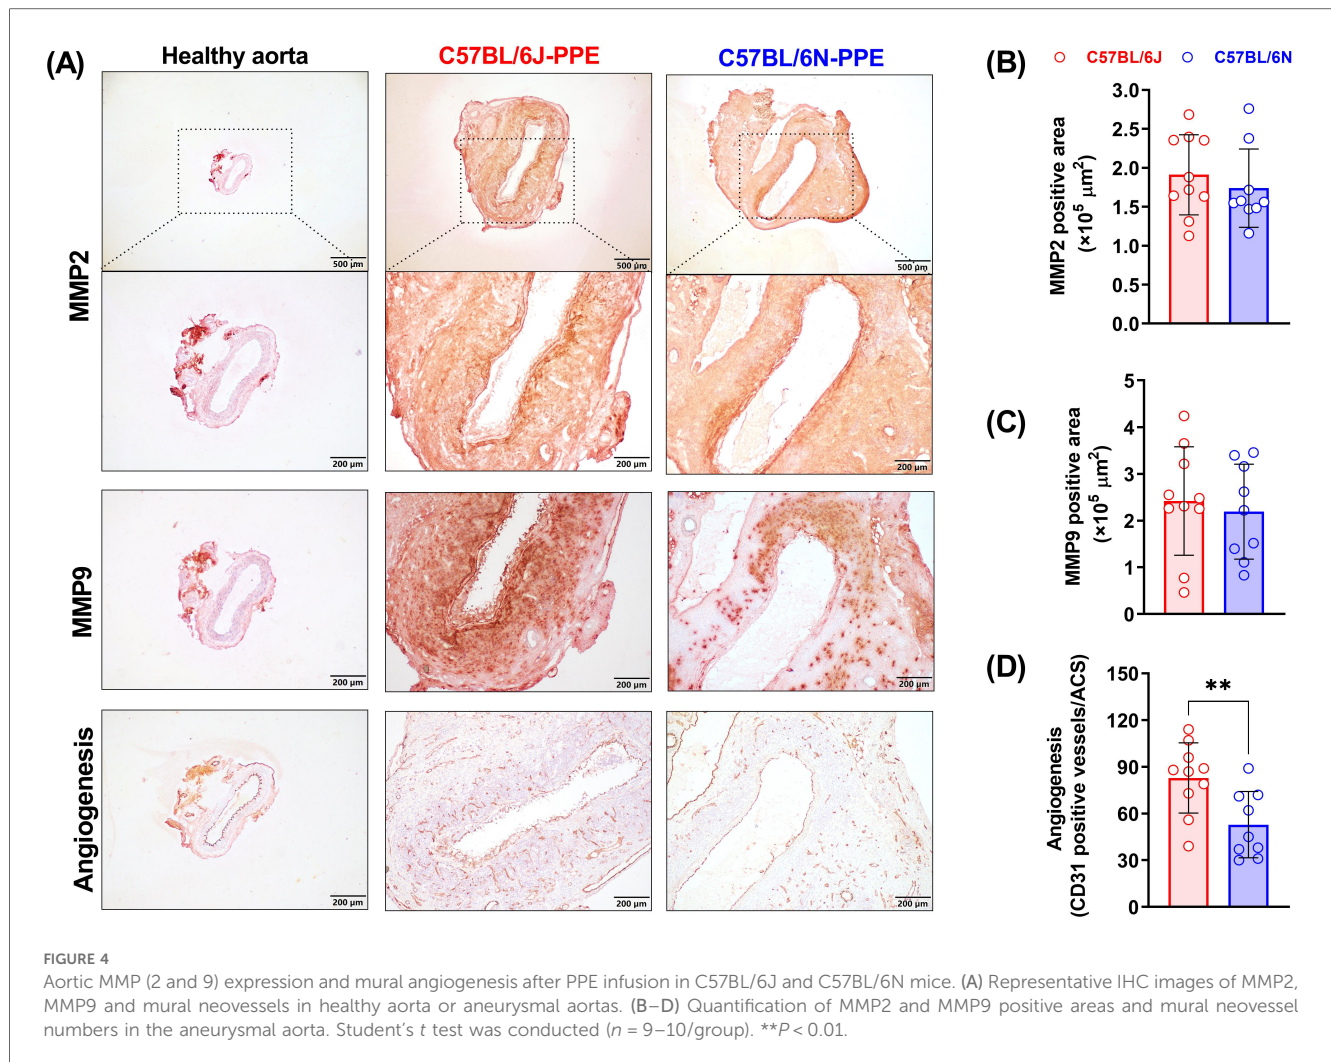 (A)
Healthy aorta
C57BL/6J-PPE
C57BL/6N-PPE
MMP2
500 µm
500 µm
500 µm
200 µm
200 µm
200 µm
MMP9
200 µm
200 µm
200 µm
Angiogenesis
200 µm
200 µm
200 µm
(B)
C57BL/6J
C57BL/6N
MMP2 positive area
(×10⁵ µm²)
3.0
2.5
2.0
1.5
1.0
0.5
0.0
(C)
MMP9 positive area
(×10⁵ µm²)
5
4
3
2
1
0
(D)
Angiogenesis
(CD31 positive vessels/ACS)
150
120
90
60
30
0
**
FIGURE 4
Aortic MMP (2 and 9) expression and mural angiogenesis after PPE infusion in C57BL/6J and C57BL/6N mice. (A) Representative IHC images of MMP2,
MMP9 and mural neovessels in healthy aorta or aneurysmal aortas. (B–D) Quantification of MMP2 and MMP9 positive areas and mural neovessel
numbers in the aneurysmal aorta. Student's t test was conducted (n = 9–10/group). **P < 0.01.